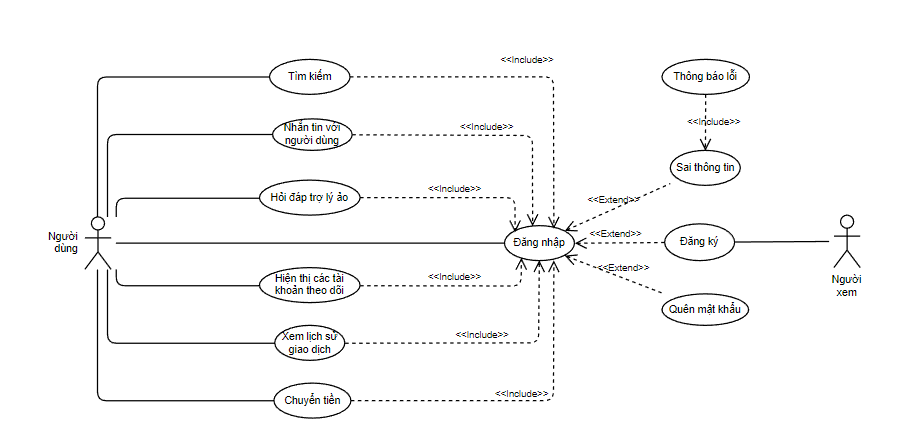 <<Include>>
Tìm kiếm
Thông báo lỗi
<<Include>>
Nhắn tin với
người dùng
<<Include>>
Sai thông tin
Hỏi đáp trợ lý ảo
<<Include>>
<<Extend>>
Người
dùng
Đăng nhập
<<Extend>>
Đăng ký
Người
xem
Hiện thị các tài
khoản theo dõi
<<Include>>
<<Extend>>
Quên mật khẩu
Xem lịch sử
giao dịch
<<Include>>
Chuyển tiền
<<Include>>